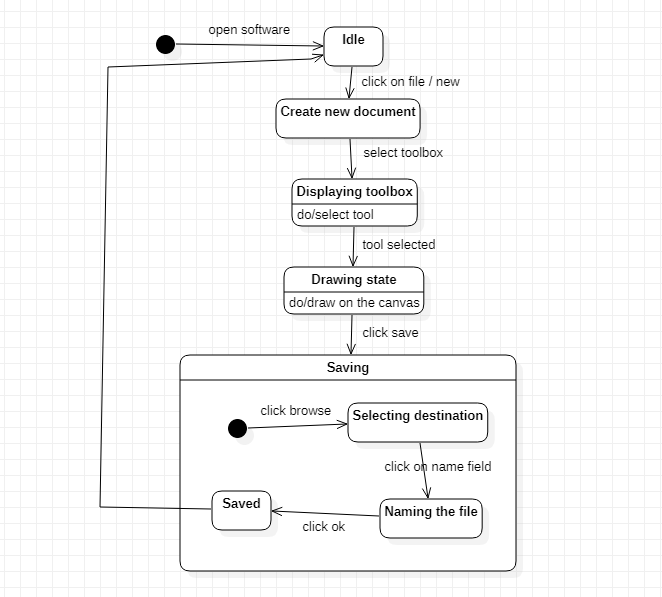 open software
Idle
click on file / new
Create new document
select toolbox
Displaying toolbox
do/select tool
tool selected
Drawing state
do/draw on the canvas
click save
Saving
click browse
Selecting destination
click on name field
Saved
Naming the file
click ok